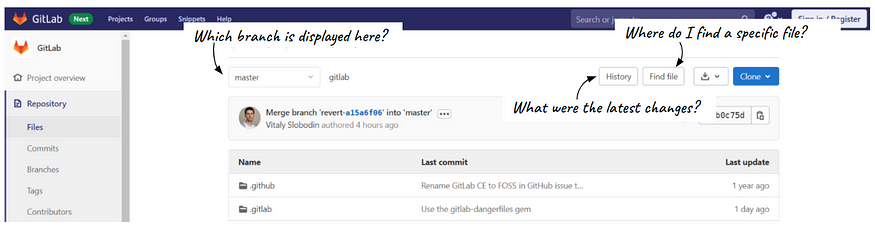 GitLab Next Projects Groups Snippets Help Search or jump to Sign in / Register
Which branch is displayed here? Where do I find a specific file?
GitLab
Project overview
master gitlab History Find file Clone
Repository
What were the latest changes?
Merge branch 'revert-a15a6f06' into 'master'
Vitaly Slobodin authored 4 hours ago
b0c75d
Files
Commits
Name Last commit Last update
Branches
.github Rename GitLab CE to FOSS in GitHub issue t... 1 year ago
Tags
.gitlab Use the gitlab-dangerfiles gem 1 day ago
Contributors